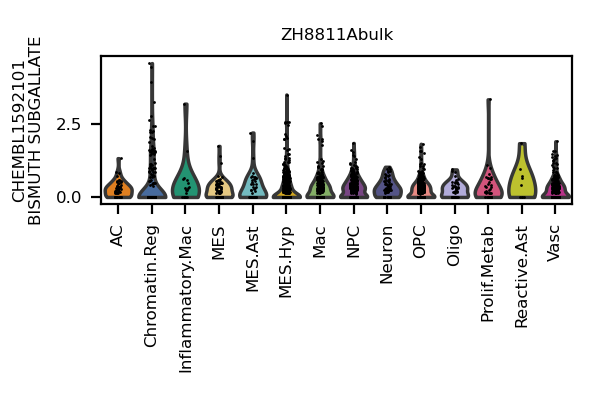 ZH8811Abulk
CHEMBL1592101
BISMUTH SUBGALLATE
2.5
0.0
AC
Chromatin.Reg
Inflammatory.Mac
MES
MES.Ast
MES.Hyp
Mac
NPC
Neuron
OPC
Oligo
Prolif.Metab
Reactive.Ast
Vasc